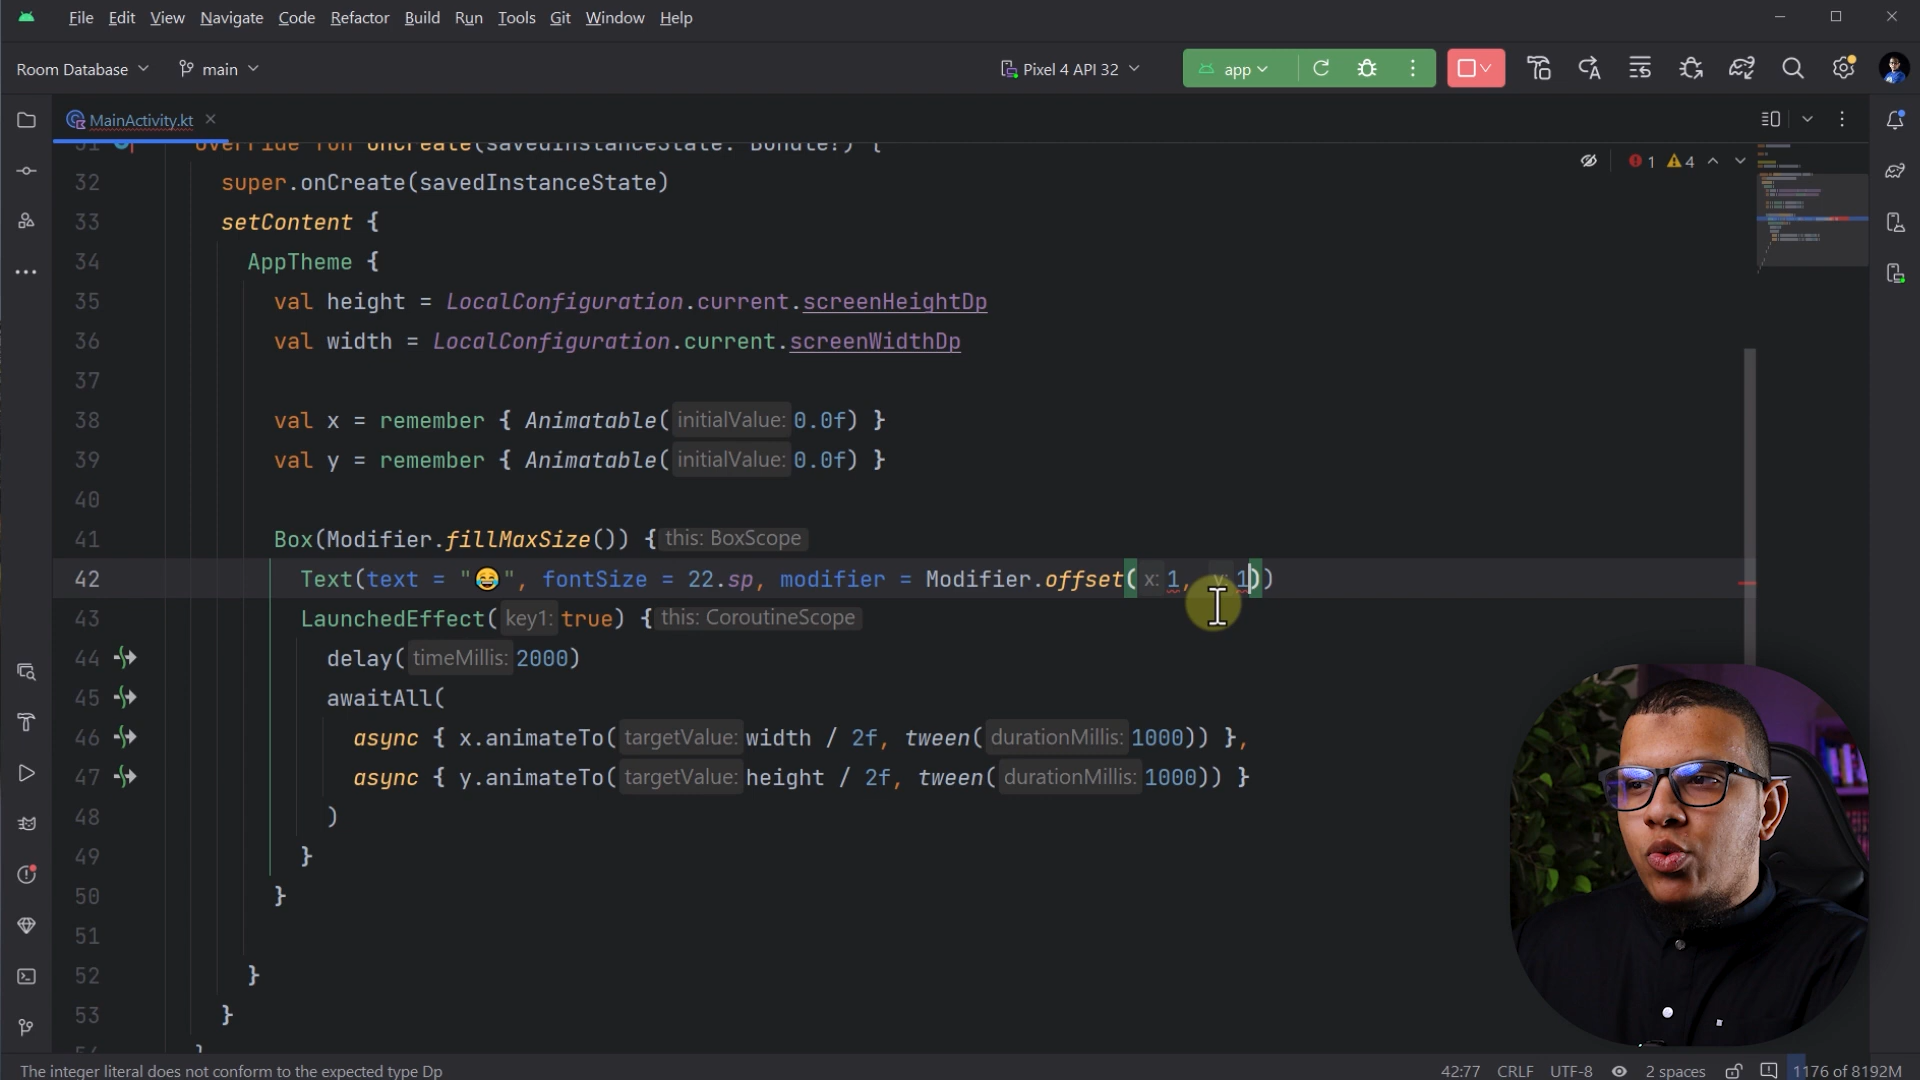 File Edit View Navigate Code Refactor Build Run Tools Git Window Help
Room Database main Pixel 4 API 32 app
MainActivity.kt
31 override fun onCreate(savedInstanceState: Bundle?) {
1 4
32 super.onCreate(savedInstanceState)
33 setContent {
34 AppTheme {
35 val height = LocalConfiguration.current.screenHeightDp
36 val width = LocalConfiguration.current.screenWidthDp
37
38 val x = remember { Animatable( initialValue: 0.0f) }
39 val y = remember { Animatable( initialValue: 0.0f) }
40
41 Box(Modifier.fillMaxSize()) { this: BoxScope
42 Text(text = "😂", fontSize = 22.sp, modifier = Modifier.offset( x: 1, y: 1))
43 LaunchedEffect( key1: true) { this: CoroutineScope
44 delay( timeMillis: 2000)
45 awaitAll(
46 async { x.animateTo( targetValue: width / 2f, tween( durationMillis: 1000)) },
47 async { y.animateTo( targetValue: height / 2f, tween( durationMillis: 1000)) }
48 )
49 }
50 }
51
52 }
53 }
The integer literal does not conform to the expected type Dp 42:77 CRLF UTF-8 2 spaces 1176 of 8192M